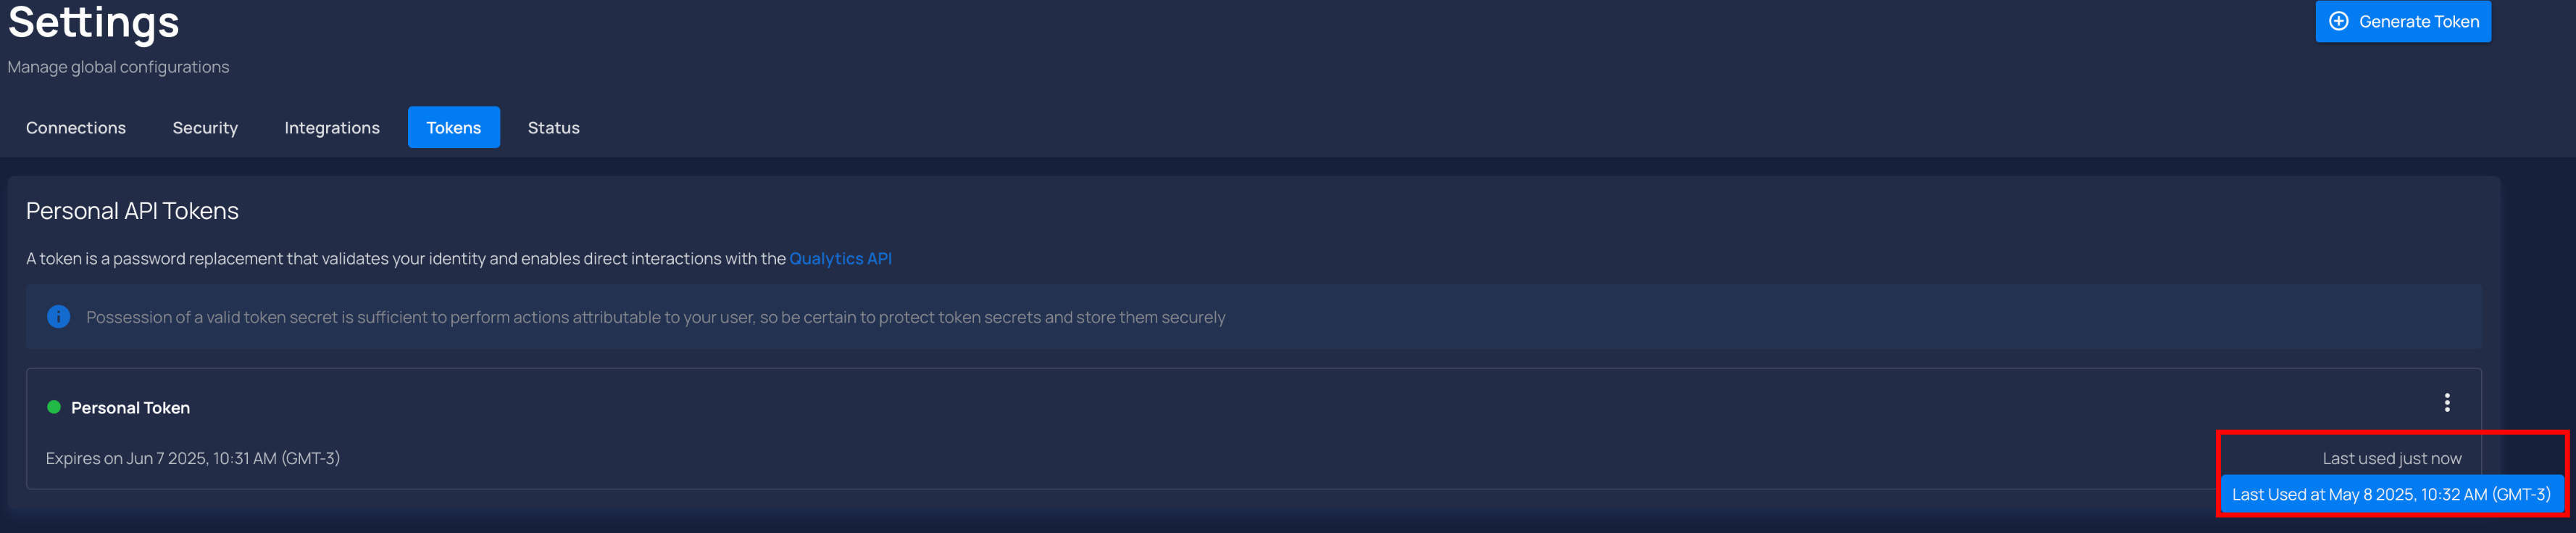 Settings
Generate Token
Manage global configurations
Connections Security Integrations Tokens Status
Personal API Tokens
A token is a password replacement that validates your identity and enables direct interactions with the Qualytics API
Possession of a valid token secret is sufficient to perform actions attributable to your user, so be certain to protect token secrets and store them securely
Personal Token
Expires on Jun 7 2025, 10:31 AM (GMT-3)
Last used just now
Last Used at May 8 2025, 10:32 AM (GMT-3)